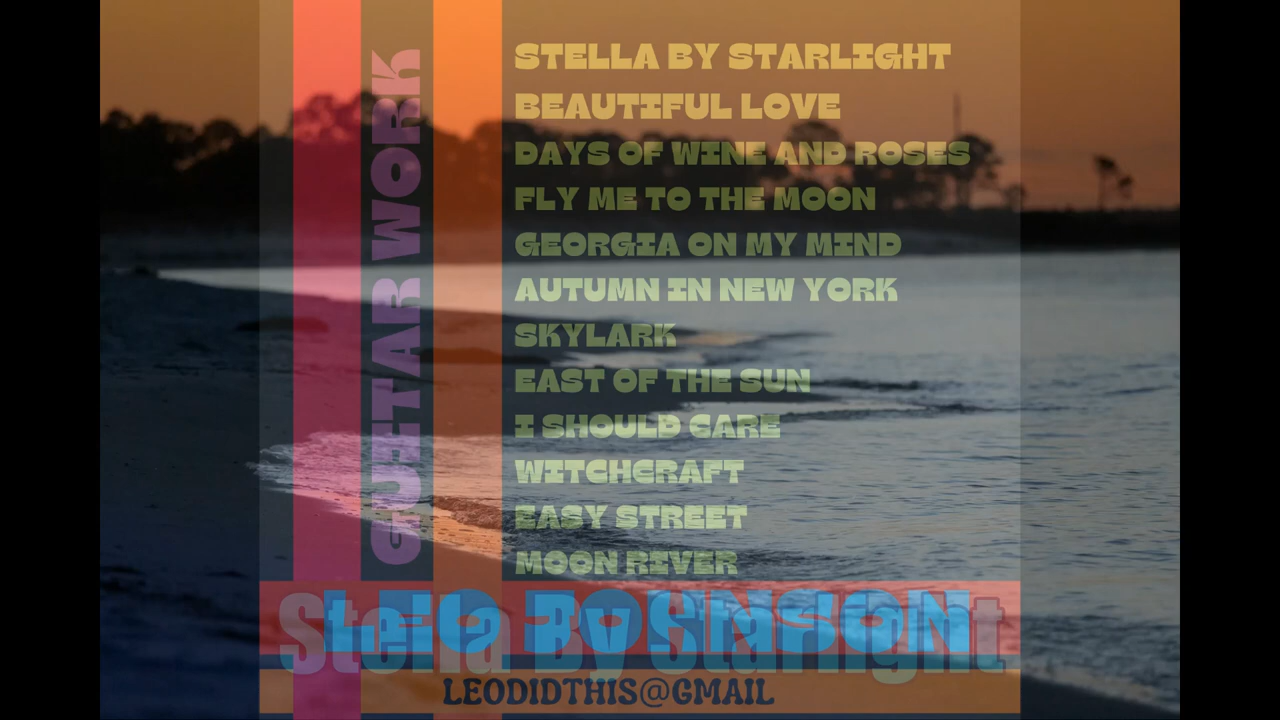 GUITAR WORK
STELLA BY STARLIGHT
BEAUTIFUL LOVE
DAYS OF WINE AND ROSES
FLY ME TO THE MOON
GEORGIA ON MY MIND
AUTUMN IN NEW YORK
SKYLARK
EAST OF THE SUN
I SHOULD CARE
WITCHCRAFT
EASY STREET
MOON RIVER
LEO JOHNSON
Stella By Starlight
LEODIDTHIS@GMAIL